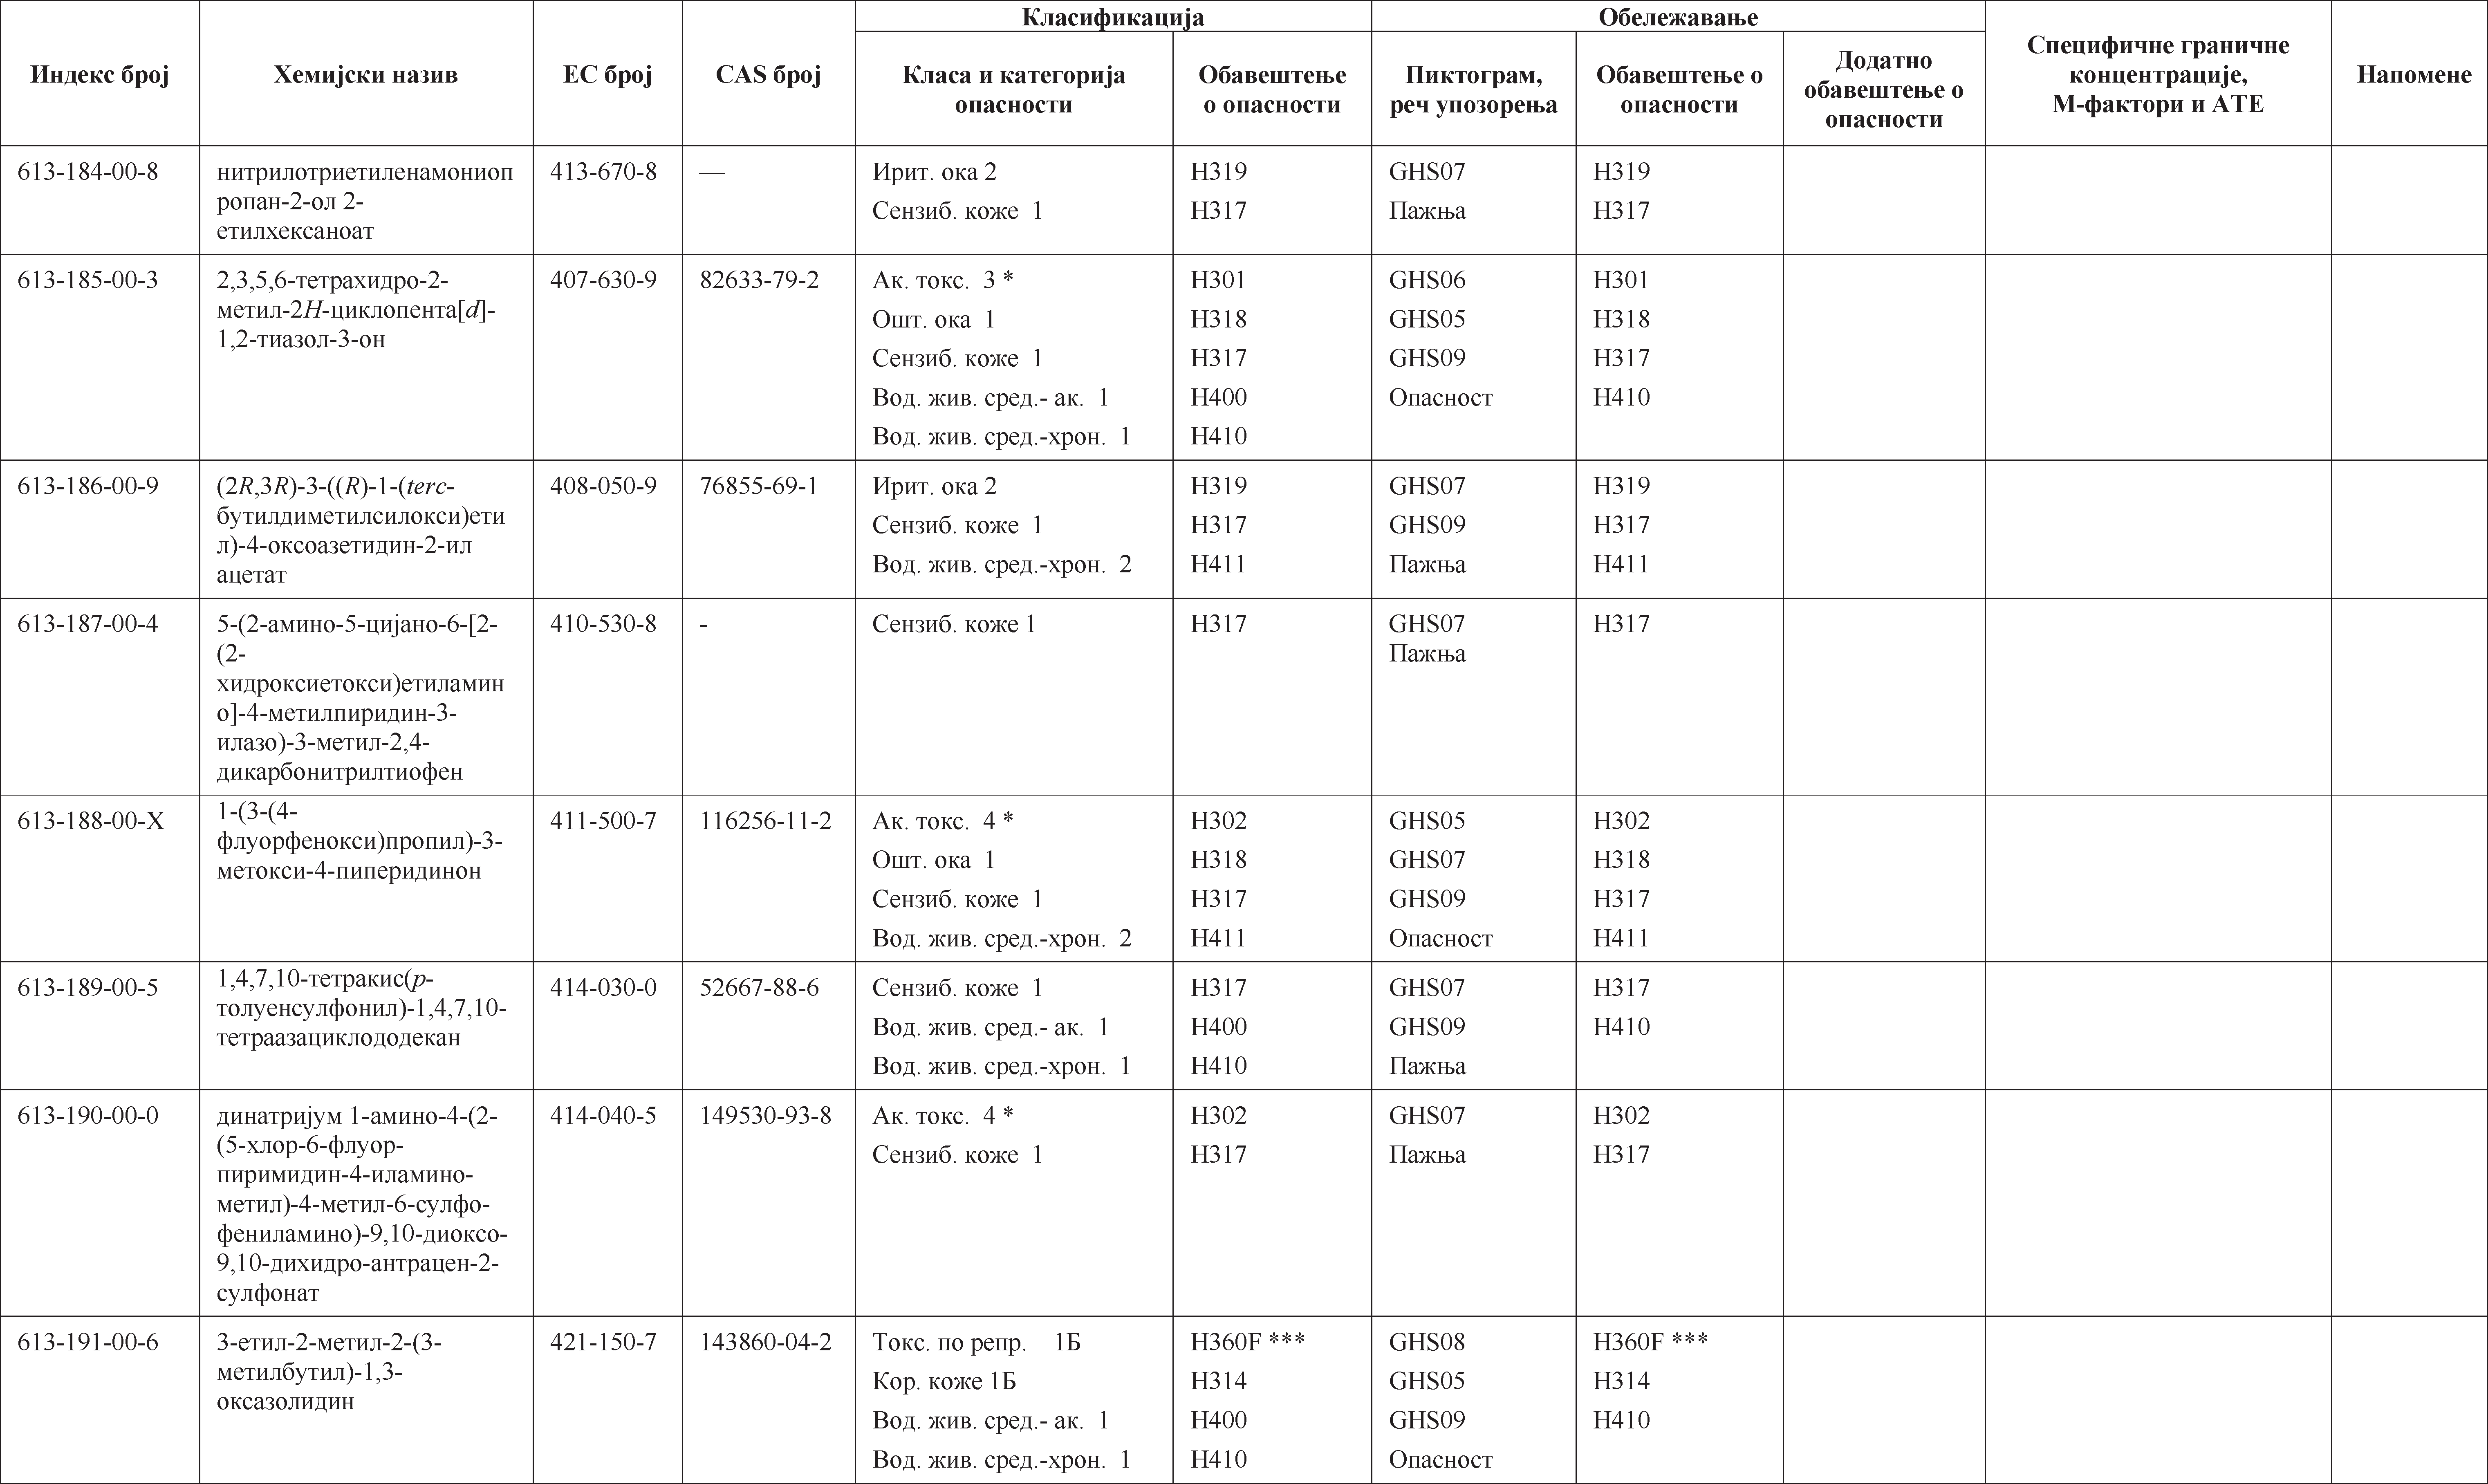 Индекс број
Хемијски назив
ЕС број
CAS број
Класификација
Обележавање
Класа и категорија
опасности
Обавештење
о опасности
Пиктограм,
реч упозорења
Обавештење о
опасности
Додатно
обавештење о
опасности
Специфичне граничне
концентрације,
М-фактори и АТЕ
Напомене
613-184-00-8
нитрилотриетиленамониоп
ропан-2-ол 2-
етилхексаноат
413-670-8
—
Ирит. ока 2
Сензиб. коже 1
H319
H317
GHS07
Пажња
H319
H317
613-185-00-3
2,3,5,6-тетрахидро-2-
метил-2H-циклопента[d]-
1,2-тиазол-3-он
407-630-9
82633-79-2
Ак. токс. 3 *
Ошт. ока 1
Сензиб. коже 1
Вод. жив. сред.- ак. 1
Вод. жив. сред.-хрон. 1
H301
H318
H317
H400
H410
GHS06
GHS05
GHS09
Опасност
H301
H318
H317
H410
613-186-00-9
(2R,3R)-3-((R)-1-(terc-
бутилдиметилсилокси)ети
л)-4-оксоазетидин-2-ил
ацетат
408-050-9
76855-69-1
Ирит. ока 2
Сензиб. коже 1
Вод. жив. сред.-хрон. 2
H319
H317
H411
GHS07
GHS09
Пажња
H319
H317
H411
613-187-00-4
5-(2-амино-5-цијано-6-[2-
(2-
хидроксиетокси)етиламин
о]-4-метилпиридин-3-
илазо)-3-метил-2,4-
дикарбонитрилтиофен
410-530-8
-
Сензиб. коже 1
H317
GHS07
Пажња
H317
613-188-00-X
1-(3-(4-
флуорфенокси)пропил)-3-
метокси-4-пиперидинон
411-500-7
116256-11-2
Ак. токс. 4 *
Ошт. ока 1
Сензиб. коже 1
Вод. жив. сред.-хрон. 2
H302
H318
H317
H411
GHS05
GHS07
GHS09
Опасност
H302
H318
H317
H411
613-189-00-5
1,4,7,10-тетракис(p-
толуенсулфонил)-1,4,7,10-
тетраазациклододекан
414-030-0
52667-88-6
Сензиб. коже 1
Вод. жив. сред.- ак. 1
Вод. жив. сред.-хрон. 1
H317
H400
H410
GHS07
GHS09
Пажња
H317
H410
613-190-00-0
динатријум 1-амино-4-(2-
(5-хлор-6-флуор-
пиримидин-4-иламино-
метил)-4-метил-6-сулфо-
фениламино)-9,10-диоксо-
9,10-дихидро-антрацен-2-
сулфонат
414-040-5
149530-93-8
Ак. токс. 4 *
Сензиб. коже 1
H302
H317
GHS07
Пажња
H302
H317
613-191-00-6
3-етил-2-метил-2-(3-
метилбутил)-1,3-
оксазолидин
421-150-7
143860-04-2
Токс. по репр. 1Б
Кор. коже 1Б
Вод. жив. сред.- ак. 1
Вод. жив. сред.-хрон. 1
H360F ***
H314
H400
H410
GHS08
GHS05
GHS09
Опасност
H360F ***
H314
H410